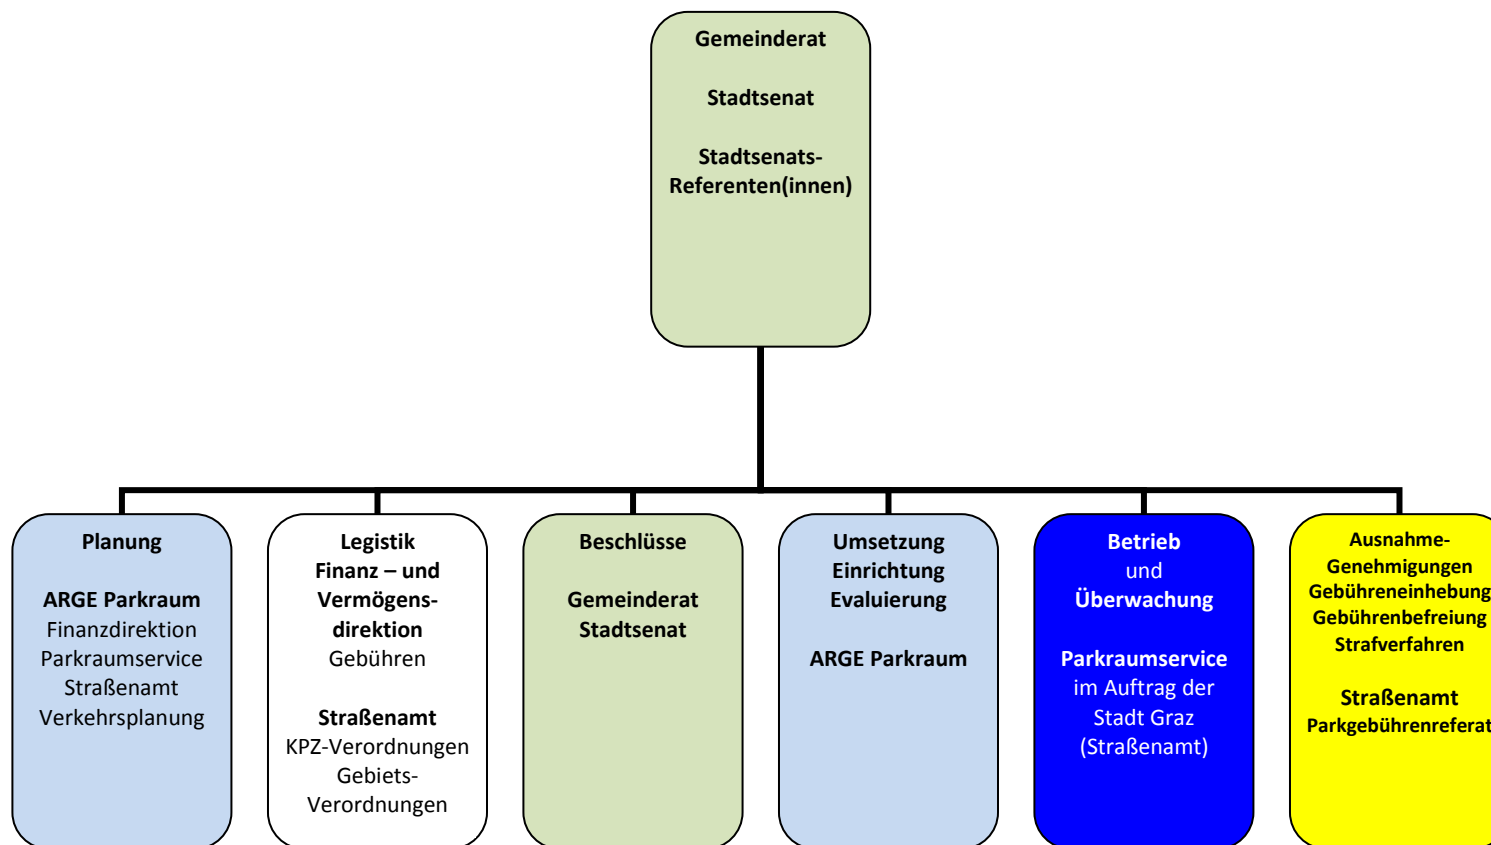 Gemeinderat
Stadtsenat
Stadtsenats-
Referenten(innen)
Planung
ARGE Parkraum
Finanzdirektion
Parkraumservice
Straßenamt
Verkehrsplanung
Legistik
Finanz – und
Vermögens-
direktion
Gebühren
Straßenamt
KPZ-Verordnungen
Gebiets-
Verordnungen
Beschlüsse
Gemeinderat
Stadtsenat
Umsetzung
Einrichtung
Evaluierung
ARGE Parkraum
Betrieb
und
Überwachung
Parkraumservice
im Auftrag der
Stadt Graz
(Straßenamt)
Ausnahme-
Genehmigungen
Gebühreneinhebung
Gebührenbefreiung
Strafverfahren
Straßenamt
Parkgebührenreferat